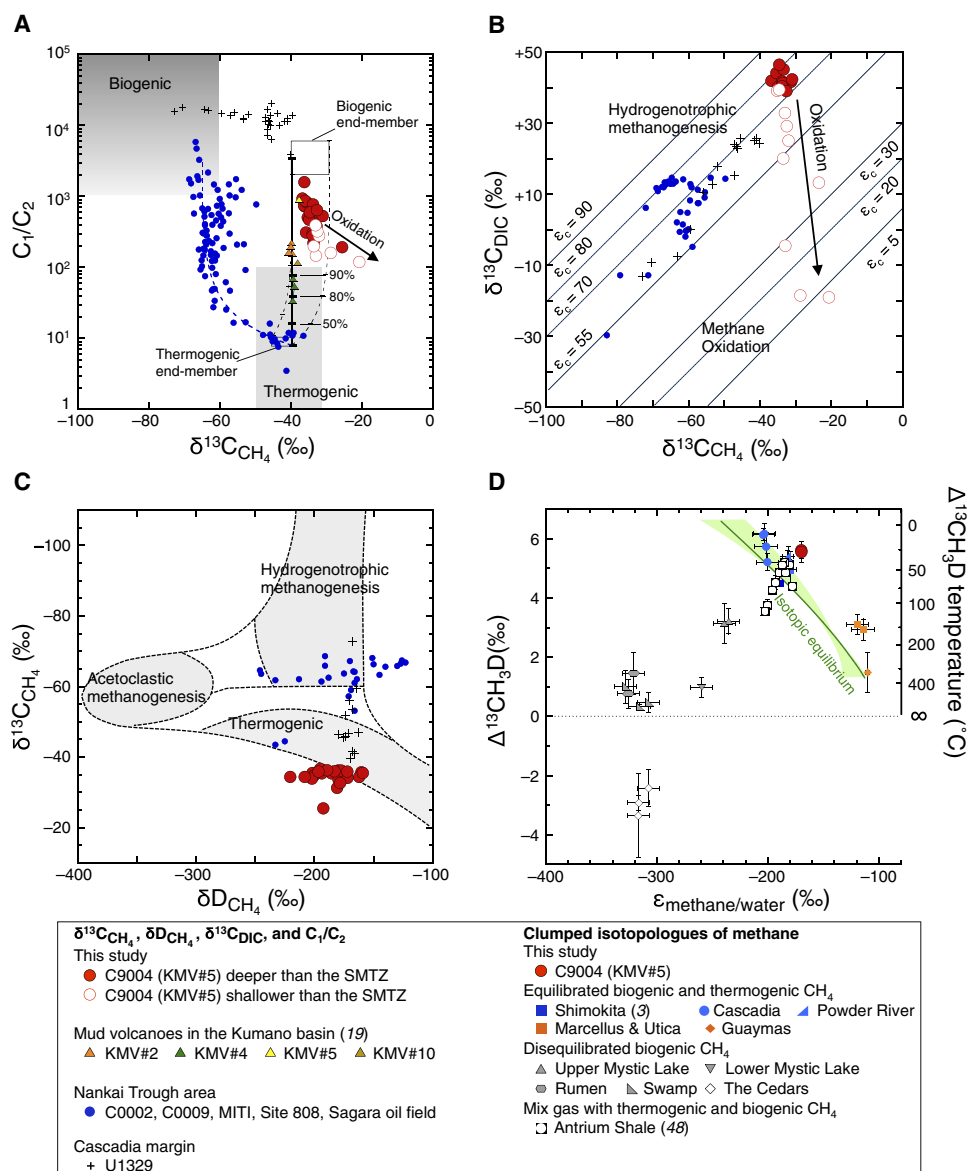 A
10⁵
10⁴
10³
10²
10¹
1
C₁/C₂
Biogenic
Biogenic
end-member
Oxidation
90%
80%
50%
Thermogenic
end-member
Thermogenic
–100 –80 –60 –40 –20 0
δ¹³C_CH₄ (‰)
B
+50
+30
+10
–10
–30
–50
δ¹³C_DIC (‰)
Hydrogenotrophic
methanogenesis
Oxidation
ε_c = 30
ε_c = 20
ε_c = 5
ε_c = 90
ε_c = 80
ε_c = 70
ε_c = 55
Methane
Oxidation
–100 –80 –60 –40 –20 0
δ¹³C_CH₄ (‰)
C
–100
–80
–60
–40
–20
δ¹³C_CH₄ (‰)
Hydrogenotrophic
methanogenesis
Acetoclastic
methanogenesis
Thermogenic
–400 –300 –200 –100
δD_CH₄ (‰)
D
6
4
2
0
–2
–4
Δ¹³CH₃D(‰)
Isotopic equilibrium
0
50
100
200
400
∞
Δ¹³CH₃D temperature (°C)
–400 –300 –200 –100
ε_methane/water (‰)
δ¹³C_CH₄, δD_CH₄, δ¹³C_DIC, and C₁/C₂
This study
C9004 (KMV#5) deeper than the SMTZ
C9004 (KMV#5) shallower than the SMTZ
Mud volcanoes in the Kumano basin (19)
KMV#2 KMV#4 KMV#5 KMV#10
Nankai Trough area
C0002, C0009, MITI, Site 808, Sagara oil field
Cascadia margin
U1329
Clumped isotopologues of methane
This study
C9004 (KMV#5)
Equilibrated biogenic and thermogenic CH₄
Shimokita (3) Cascadia Powder River
Marcellus & Utica Guaymas
Disequilibrated biogenic CH₄
Upper Mystic Lake Lower Mystic Lake
Rumen Swamp The Cedars
Mix gas with thermogenic and biogenic CH₄
Antrium Shale (48)